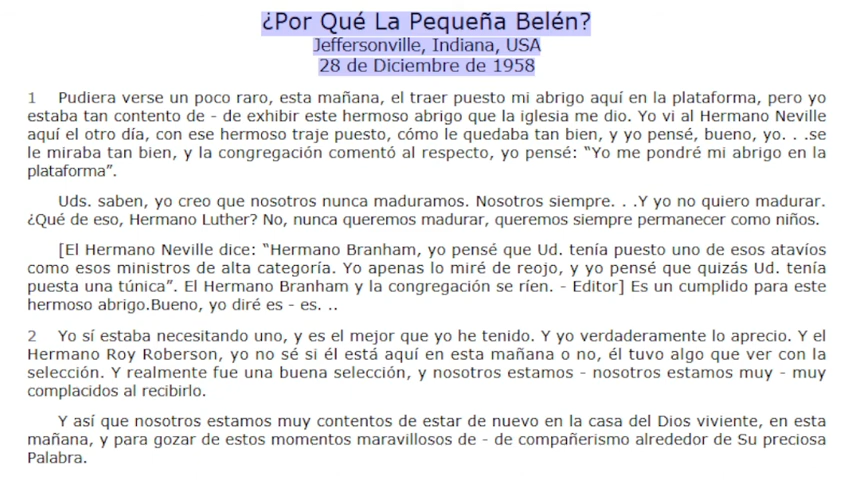 ¿Por Qué La Pequeña Belén?
Jeffersonville, Indiana, USA
28 de Diciembre de 1958
1 Pudiera verse un poco raro, esta mañana, el traer puesto mi abrigo aquí en la plataforma, pero yo
estaba tan contento de - de exhibir este hermoso abrigo que la iglesia me dio. Yo vi al Hermano Neville
aquí el otro día, con ese hermoso traje puesto, cómo le quedaba tan bien, y yo pensé, bueno, yo. . .se
le miraba tan bien, y la congregación comentó al respecto, yo pensé: “Yo me pondré mi abrigo en la
plataforma”.
Uds. saben, yo creo que nosotros nunca maduramos. Nosotros siempre. . .Y yo no quiero madurar.
¿Qué de eso, Hermano Luther? No, nunca queremos madurar, queremos siempre permanecer como niños.
[El Hermano Neville dice: “Hermano Branham, yo pensé que Ud. tenía puesto uno de esos atavíos
como esos ministros de alta categoría. Yo apenas lo miré de reojo, y yo pensé que quizás Ud. tenía
puesta una túnica”. El Hermano Branham y la congregación se ríen. - Editor] Es un cumplido para este
hermoso abrigo.Bueno, yo diré es - es. ..
2 Yo sí estaba necesitando uno, y es el mejor que yo he tenido. Y yo verdaderamente lo aprecio. Y el
Hermano Roy Roberson, yo no sé si él está aquí en esta mañana o no, él tuvo algo que ver con la
selección. Y realmente fue una buena selección, y nosotros estamos - nosotros estamos muy - muy
complacidos al recibirlo.
Y así que nosotros estamos muy contentos de estar de nuevo en la casa del Dios viviente, en esta
mañana, y para gozar de estos momentos maravillosos de - de compañerismo alrededor de Su preciosa
Palabra.